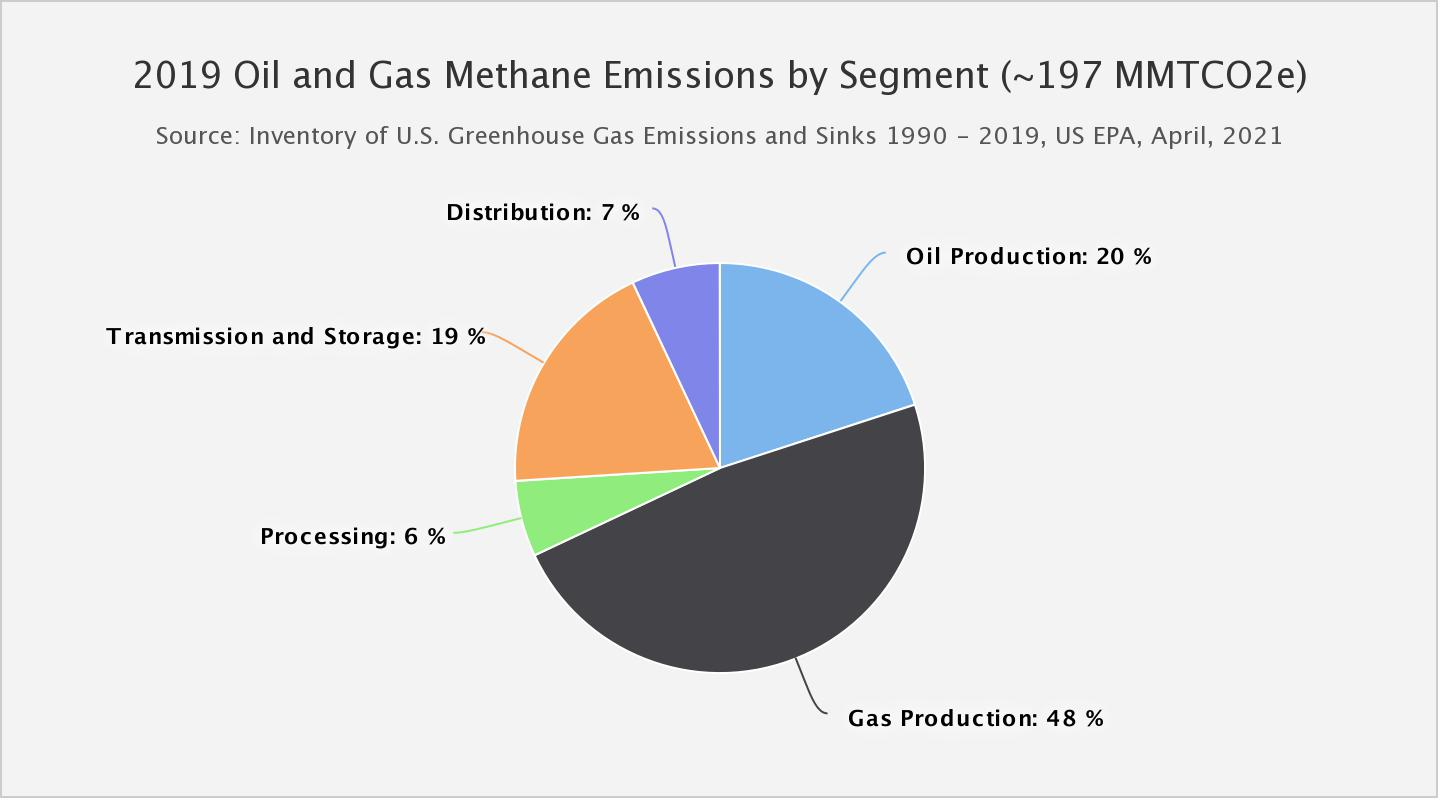 2019 Oil and Gas Methane Emissions by Segment (~197 MMTCO2e)
Source: Inventory of U.S. Greenhouse Gas Emissions and Sinks 1990 - 2019, US EPA, April, 2021
Distribution: 7 %
Oil Production: 20 %
Transmission and Storage: 19 %
Processing: 6 %
Gas Production: 48 %